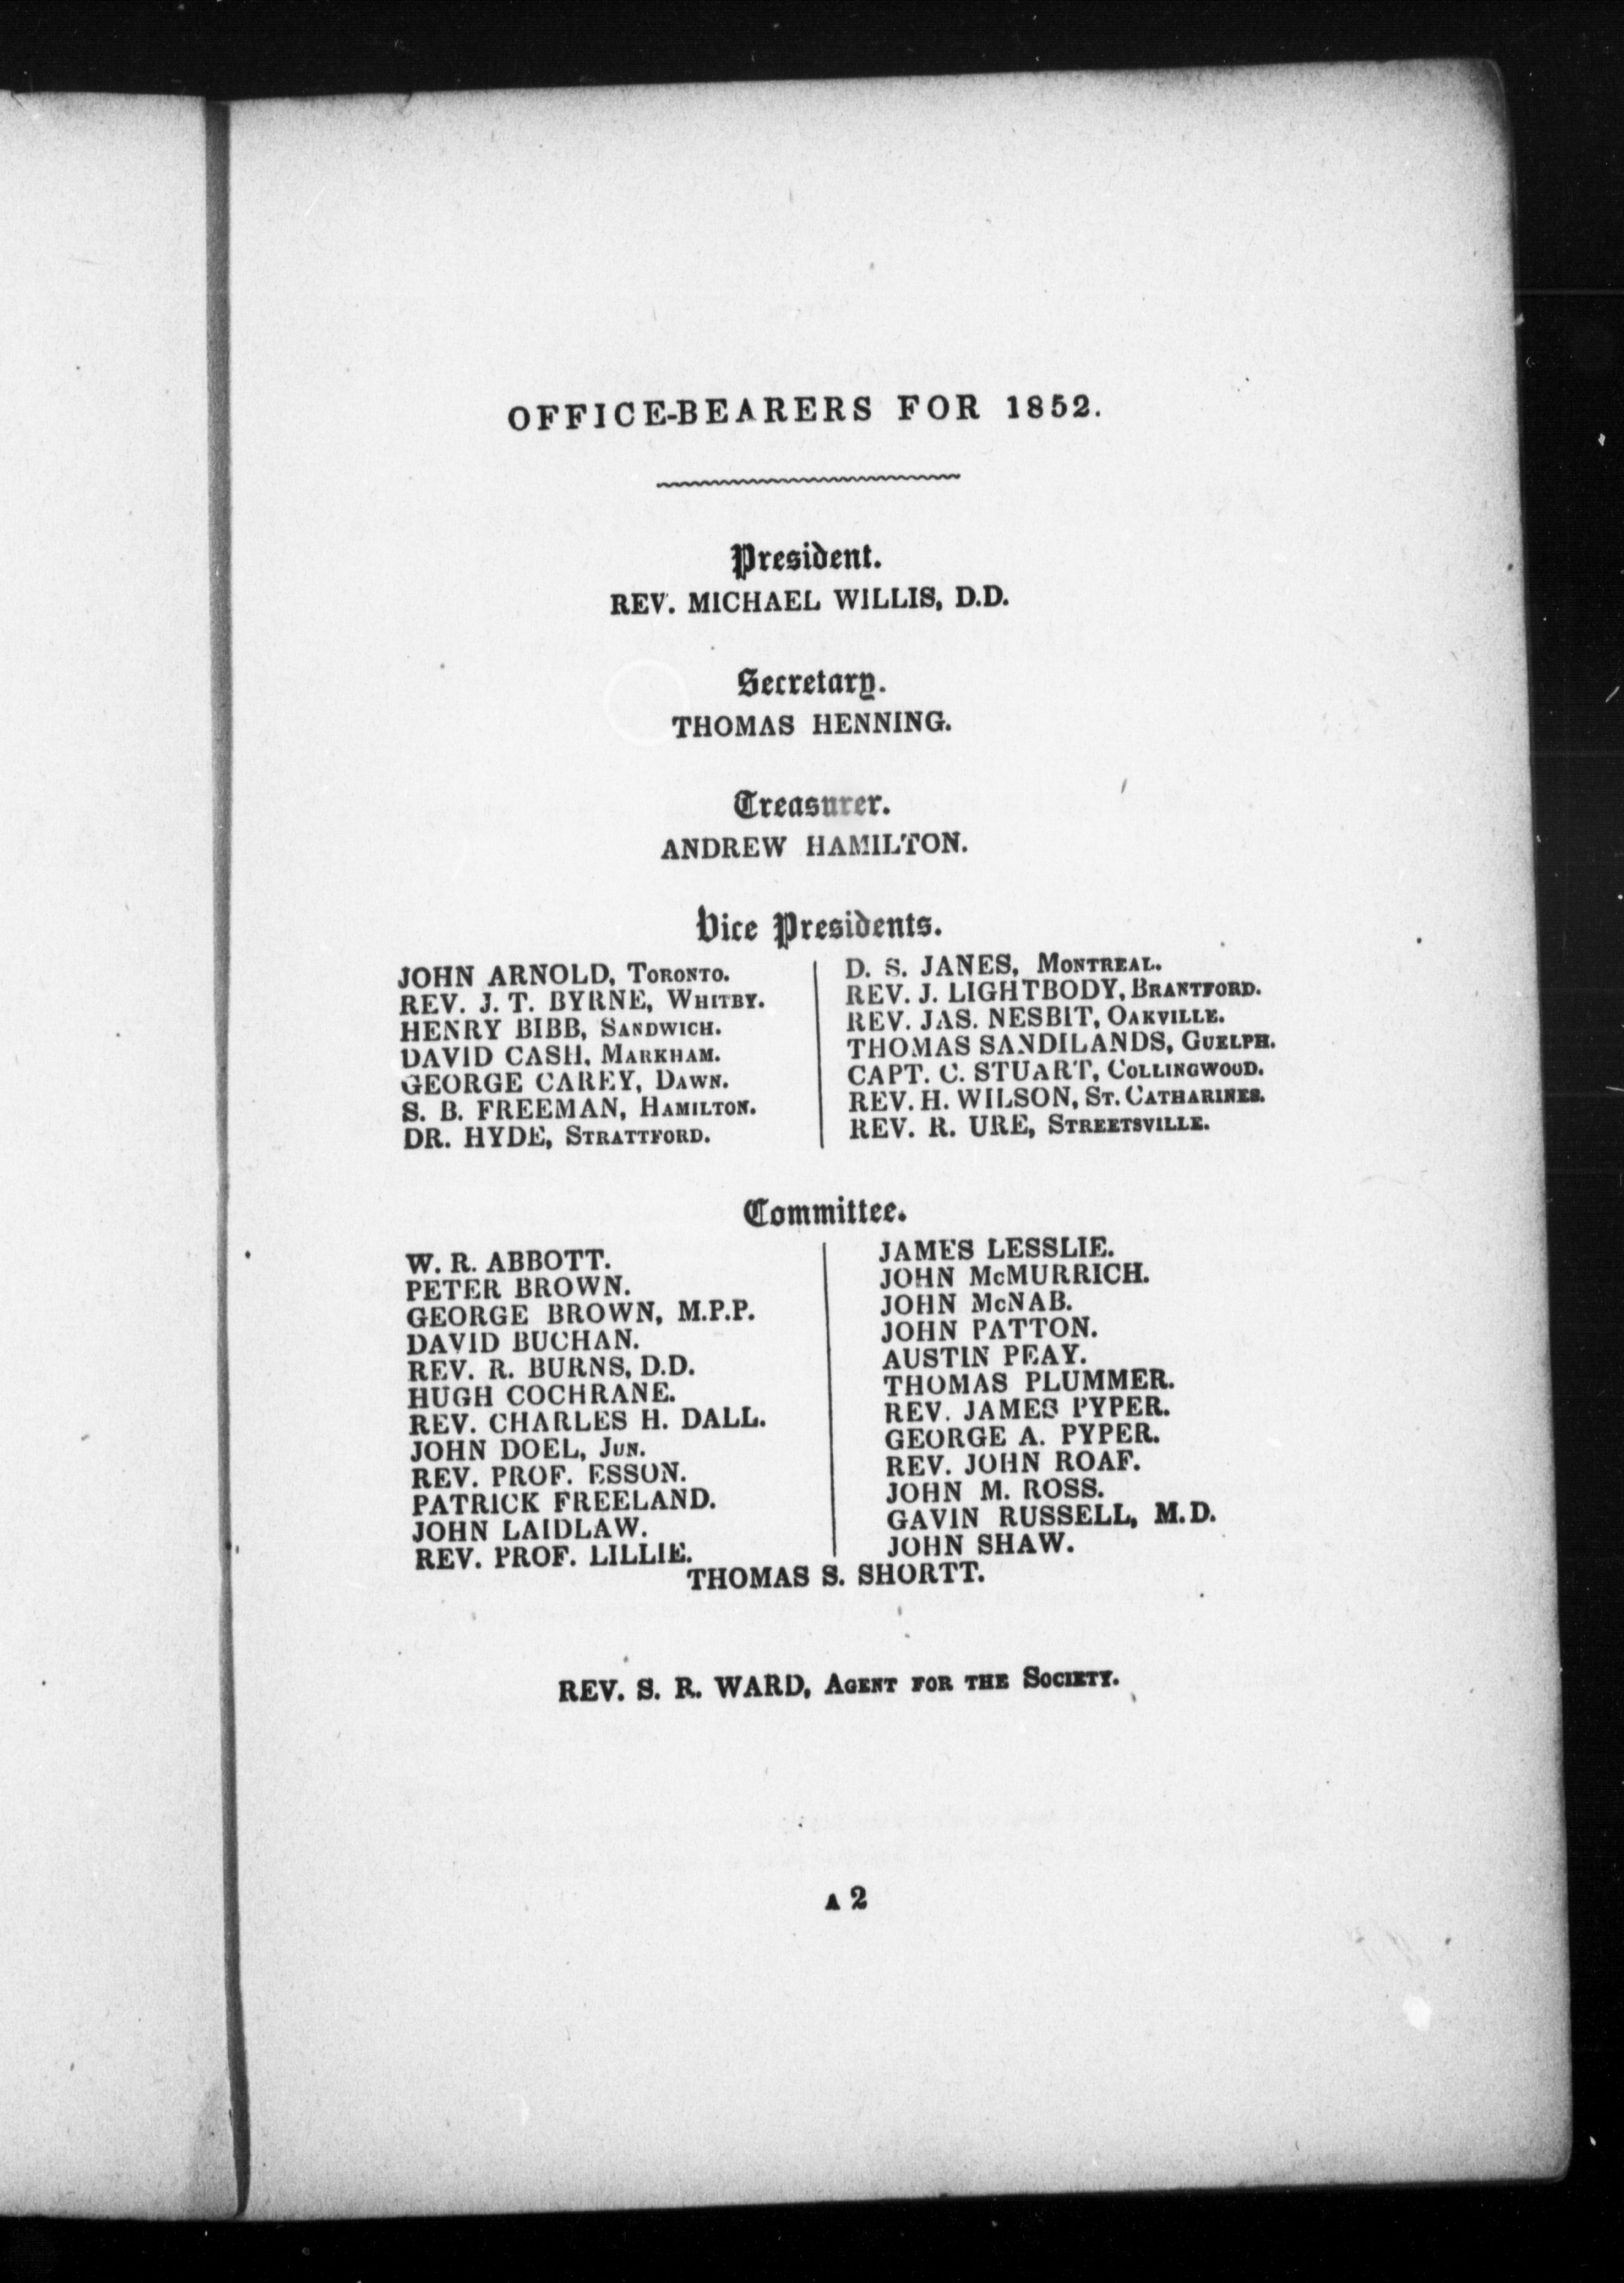 OFFICE-BEARERS FOR 1852.
President.
REV. MICHAEL WILLIS, D.D.
Secretary.
THOMAS HENNING.
Treasurer.
ANDREW HAMILTON.
Vice Presidents.
JOHN ARNOLD, TORONTO.
REV. J. T. BYRNE, WHITBY.
HENRY BIBB, SANDWICH.
DAVID CASH, MARKHAM.
GEORGE CAREY, DAWN.
S. B. FREEMAN, HAMILTON.
DR. HYDE, STRATTFORD.
D. S. JANES, MONTREAL.
REV. J. LIGHTBODY, BRANTFORD.
REV. JAS. NESBIT, OAKVILLE.
THOMAS SANDILANDS, GUELPH.
CAPT. C. STUART, COLLINGWOOD.
REV. H. WILSON, ST. CATHARINES.
REV. R. URE, STREETSVILLE.
Committee.
W. R. ABBOTT.
PETER BROWN.
GEORGE BROWN, M.P.P.
DAVID BUCHAN.
REV. R. BURNS, D.D.
HUGH COCHRANE.
REV. CHARLES H. DALL.
JOHN DOEL, JUN.
REV. PROF. ESSON.
PATRICK FREELAND.
JOHN LAIDLAW.
REV. PROF. LILLIE.
JAMES LESSLIE.
JOHN McMURRICH.
JOHN McNAB.
JOHN PATTON.
AUSTIN PEAY.
THOMAS PLUMMER.
REV. JAMES PYPER.
GEORGE A. PYPER.
REV. JOHN ROAF.
JOHN M. ROSS.
GAVIN RUSSELL, M.D.
JOHN SHAW.
THOMAS S. SHORTT.
REV. S. R. WARD, AGENT FOR THE SOCIETY.
A 2